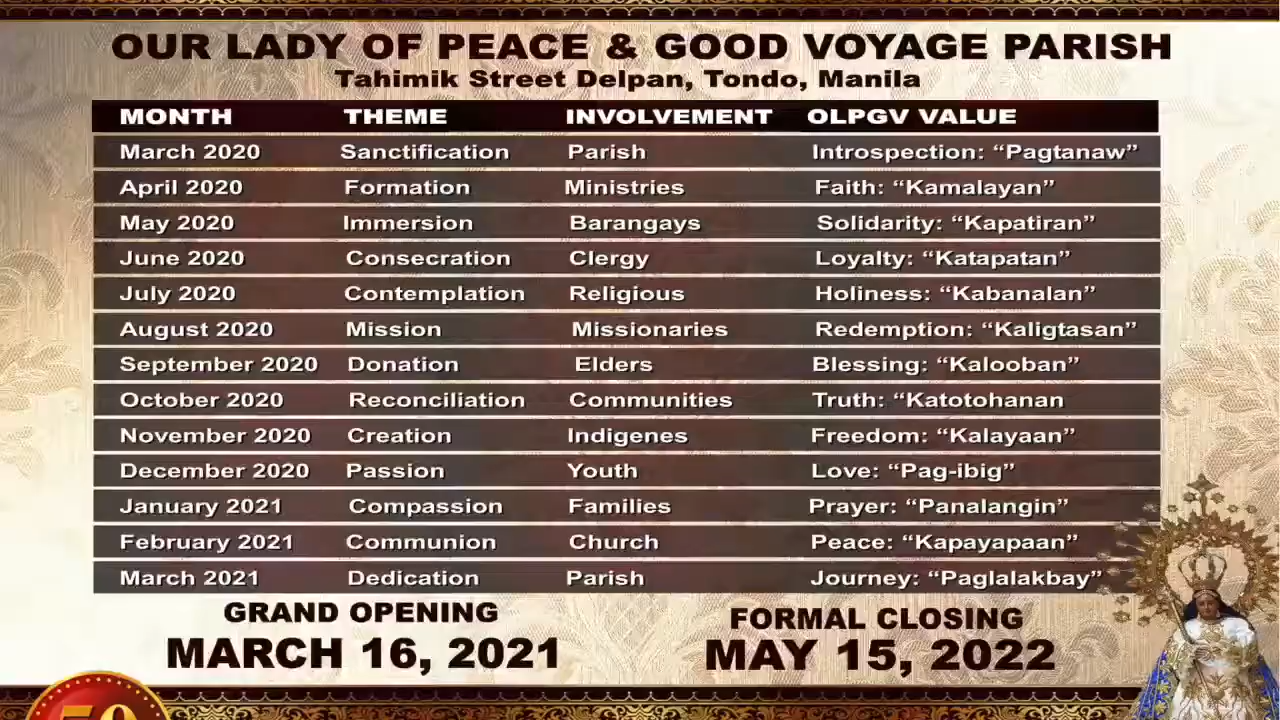 OUR LADY OF PEACE & GOOD VOYAGE PARISH
Tahimik Street Delpan, Tondo, Manila
MONTH THEME INVOLVEMENT OLPGV VALUE
March 2020 Sanctification Parish Introspection: “Pagtanaw”
April 2020 Formation Ministries Faith: “Kamalayan”
May 2020 Immersion Barangays Solidarity: “Kapatiran”
June 2020 Consecration Clergy Loyalty: “Katapatan”
July 2020 Contemplation Religious Holiness: “Kabanalan”
August 2020 Mission Missionaries Redemption: “Kaligtasan”
September 2020 Donation Elders Blessing: “Kalooban”
October 2020 Reconciliation Communities Truth: “Katotohanan
November 2020 Creation Indigenes Freedom: “Kalayaan”
December 2020 Passion Youth Love: “Pag-ibig”
January 2021 Compassion Families Prayer: “Panalangin”
February 2021 Communion Church Peace: “Kapayapaan”
March 2021 Dedication Parish Journey: “Paglalakbay”
GRAND OPENING
MARCH 16, 2021
FORMAL CLOSING
MAY 15, 2022